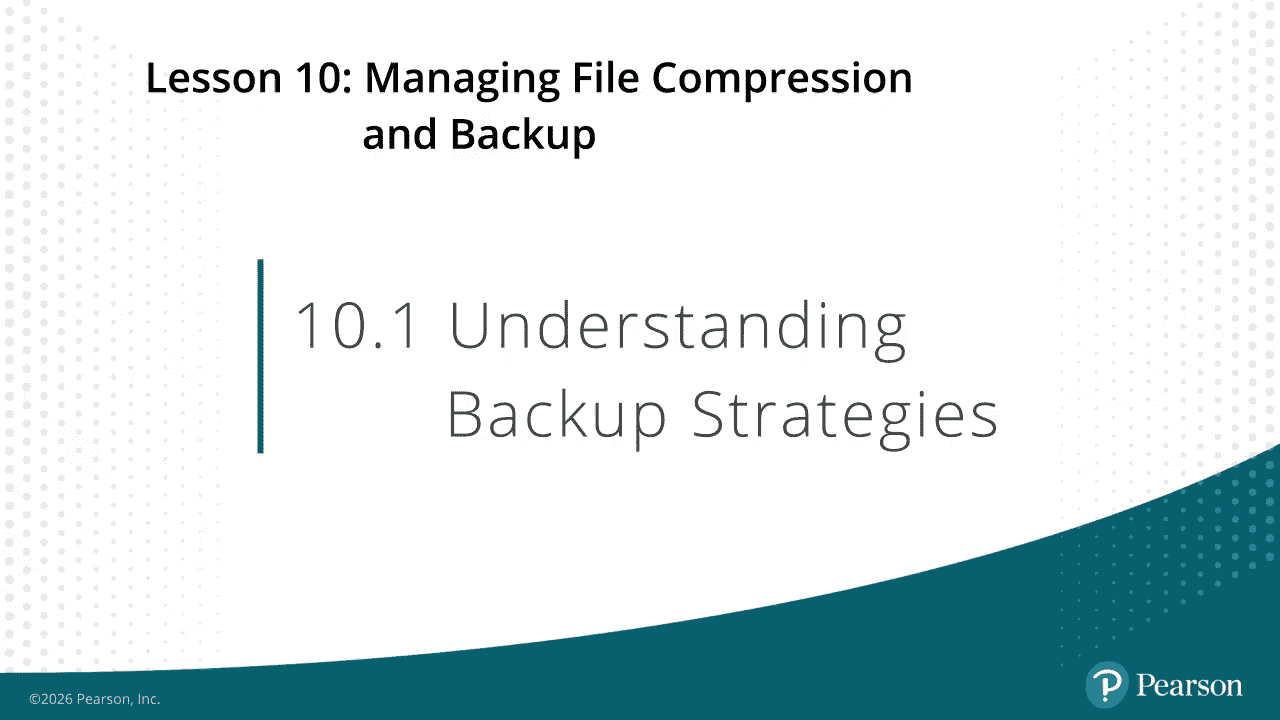 Lesson 10: Managing File Compression
and Backup
10.1 Understanding
Backup Strategies
©2026 Pearson, Inc.
Pearson